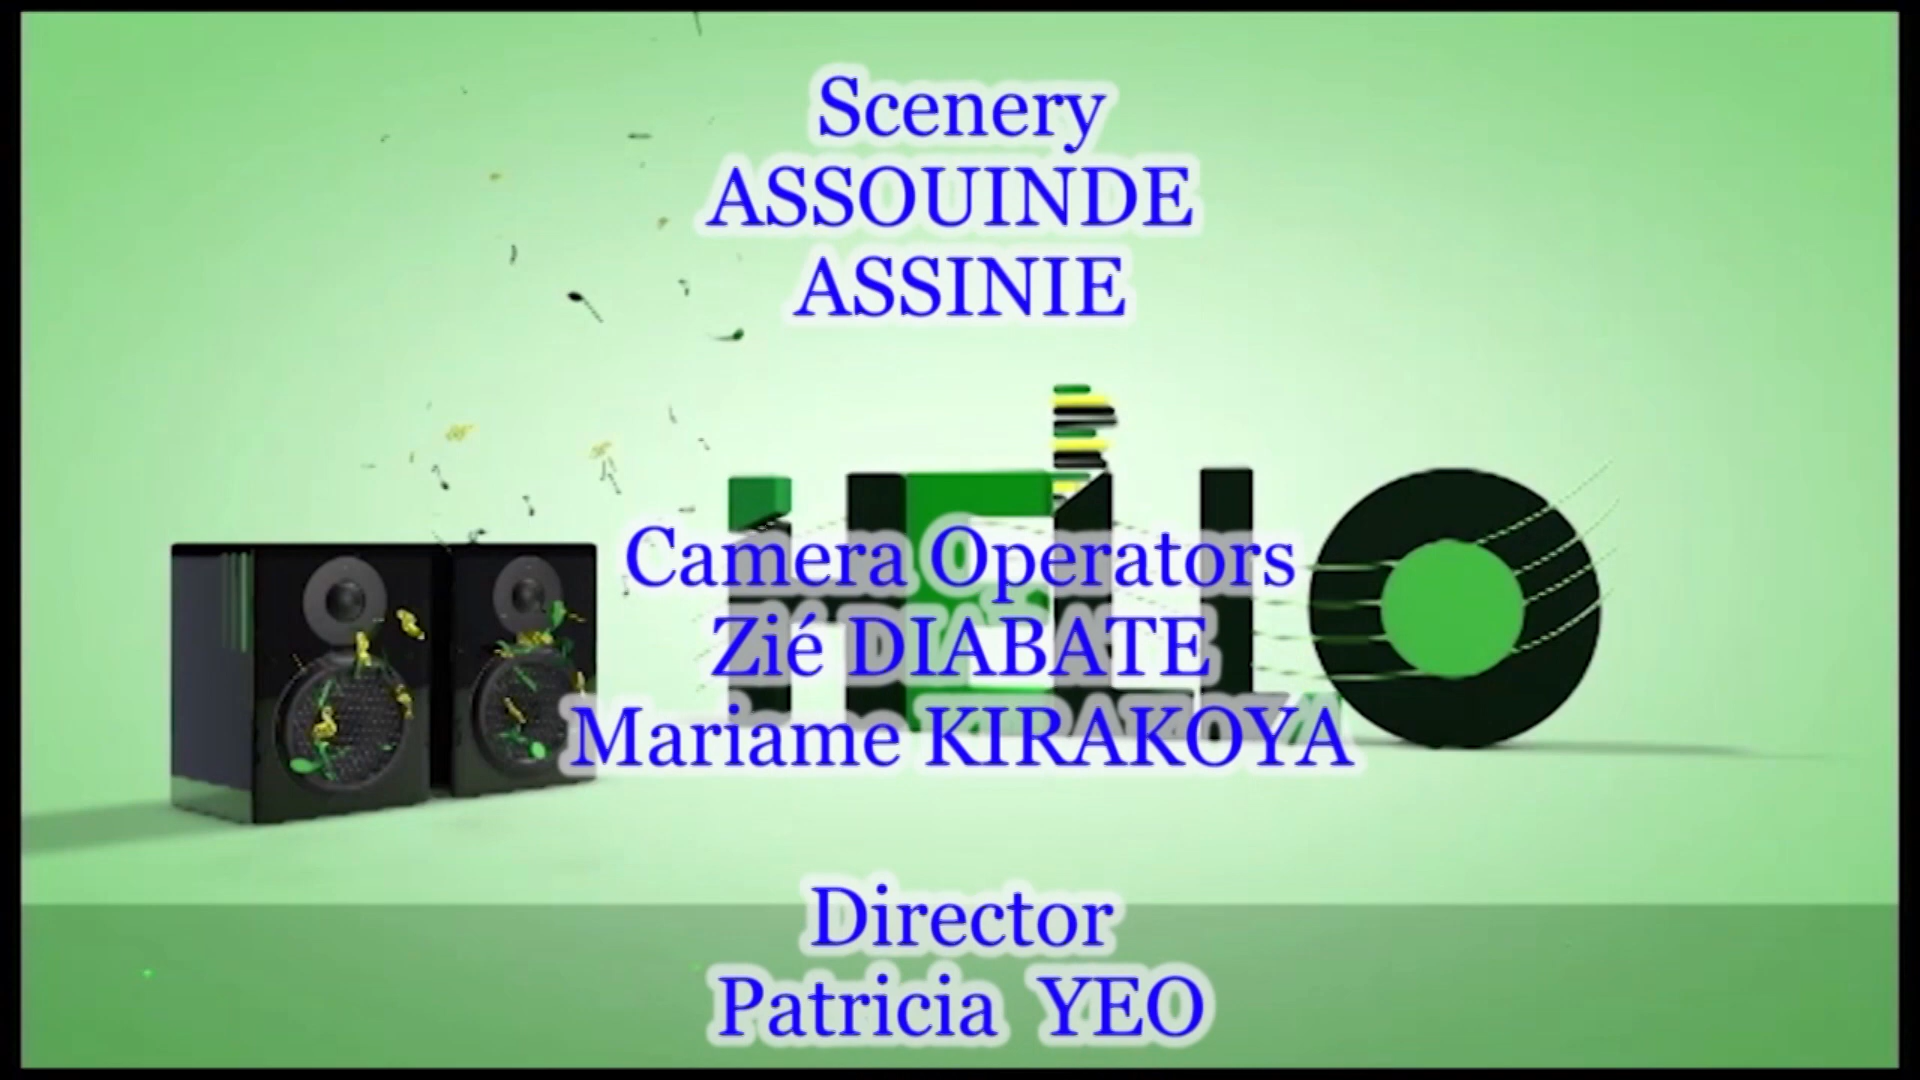 Scenery
ASSOUINDE
ASSINIE
Camera Operators
Zié DIABATE
Mariame KIRAKOYA
Director
Patricia YEO